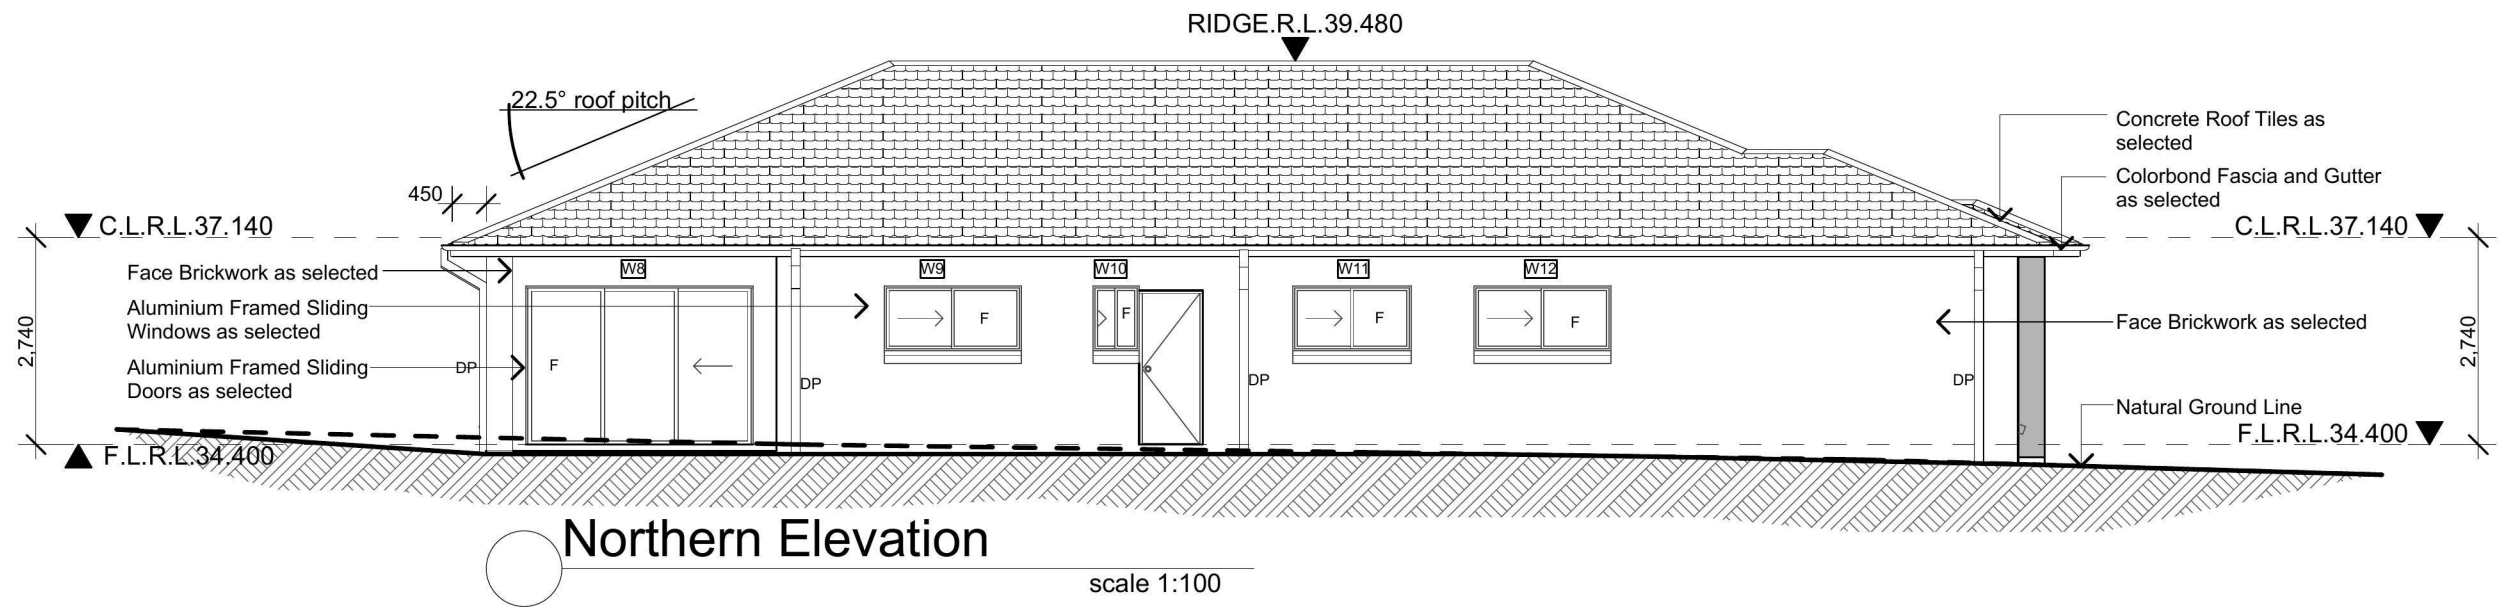 RIDGE.R.L.39.480
22.5° roof pitch
450
C.L.R.L.37.140
Face Brickwork as selected
Aluminium Framed Sliding
Windows as selected
Aluminium Framed Sliding
Doors as selected
2,740
F.L.R.L.34.400
DP
W8
F
DP
W9
F
W10
F
DP
W11
F
W12
F
DP
Concrete Roof Tiles as
selected
Colorbond Fascia and Gutter
as selected
C.L.R.L.37.140
Face Brickwork as selected
2,740
Natural Ground Line
F.L.R.L.34.400
Northern Elevation
scale 1:100